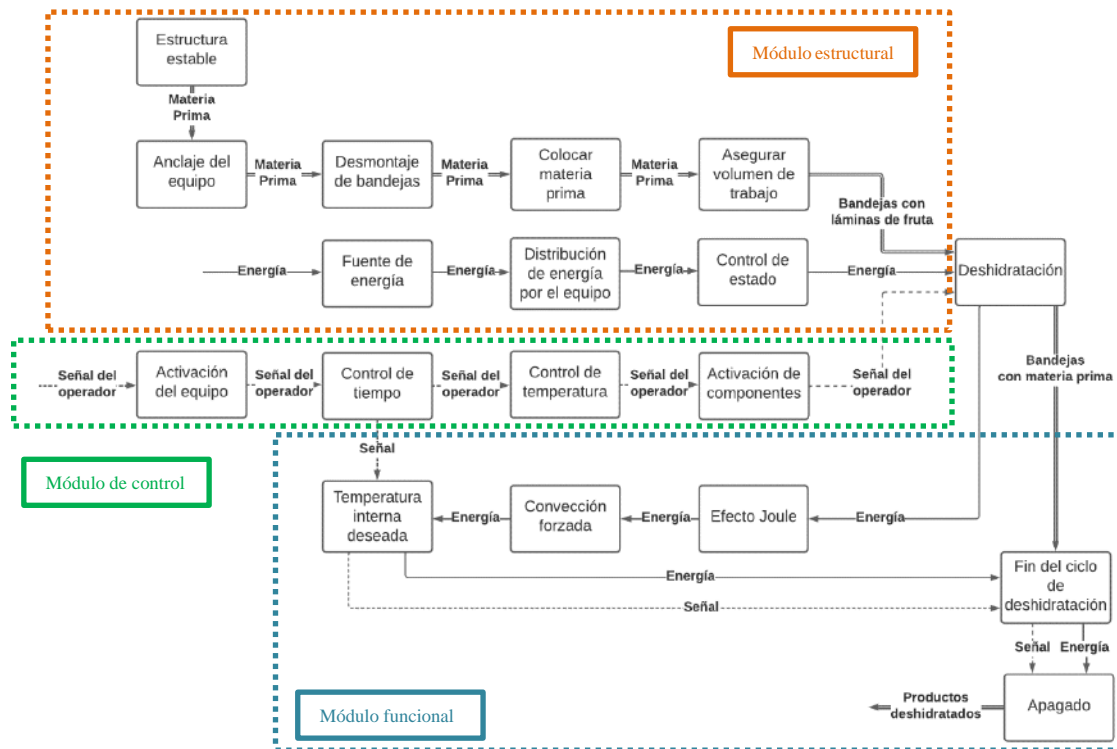 Estructura
estable
Módulo estructural
Materia
Prima
Anclaje del
equipo
Materia
Prima
Desmontaje
de bandejas
Materia
Prima
Colocar
materia
prima
Materia
Prima
Asegurar
volumen de
trabajo
Bandejas con
láminas de fruta
Energía
Fuente de
energía
Energía
Distribución
de energía
por el equipo
Energía
Control de
estado
Energía
Deshidratación
Señal del
operador
Activación
del equipo
Señal del
operador
Control de
tiempo
Señal del
operador
Control de
temperatura
Señal del
operador
Activación de
componentes
Señal del
operador
Bandejas
con materia prima
Módulo de control
Señal
Temperatura
interna
deseada
Energía
Convección
forzada
Energía
Efecto Joule
Energía
Energía
Señal
Fin del ciclo
de
deshidratación
Señal
Energía
Módulo funcional
Productos
deshidratados
Apagado